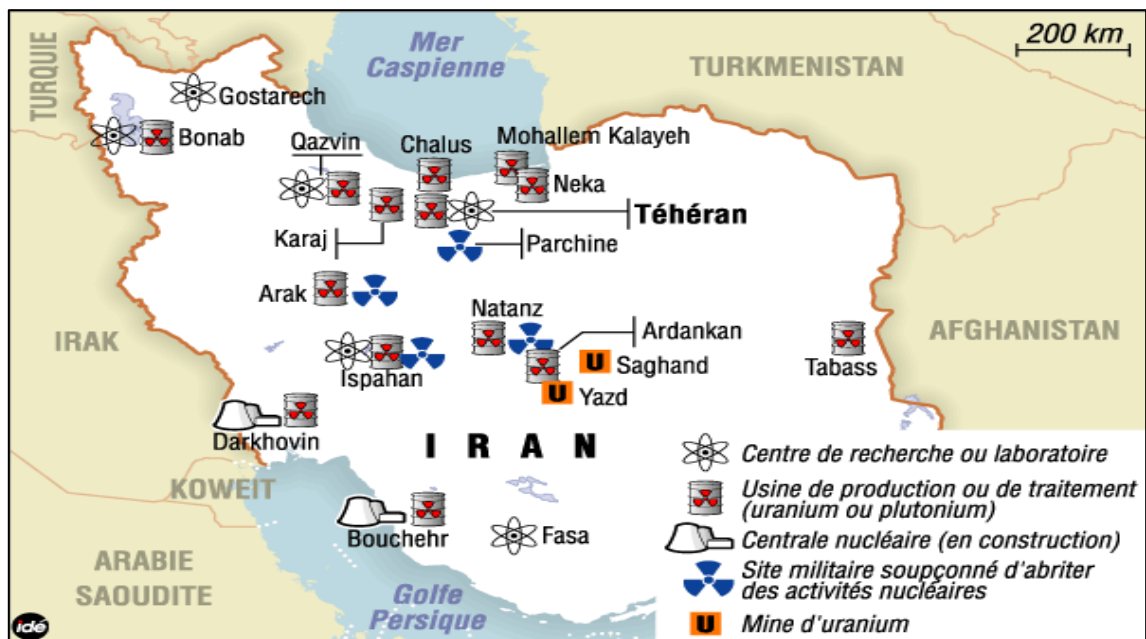 Mer
Caspienne
200 km
TURQUIE
TURKMENISTAN
Gostarech
Bonab
Qazvin
Chalus
Mohallem Kalayeh
Neka
Téhéran
Karaj
Parchine
Arak
Natanz
Ardankan
IRAK
AFGHANISTAN
Ispahan
U
Saghand
U
Yazd
Tabass
Darkhovin
IRAN
KOWEIT
Bouchehr
Fasa
ARABIE
SAOUDITE
Golfe
Persique
Centre de recherche ou laboratoire
Usine de production ou de traitement
(uranium ou plutonium)
Centrale nucléaire (en construction)
Site militaire soupçonné d'abriter
des activités nucléaires
U
Mine d'uranium
idé